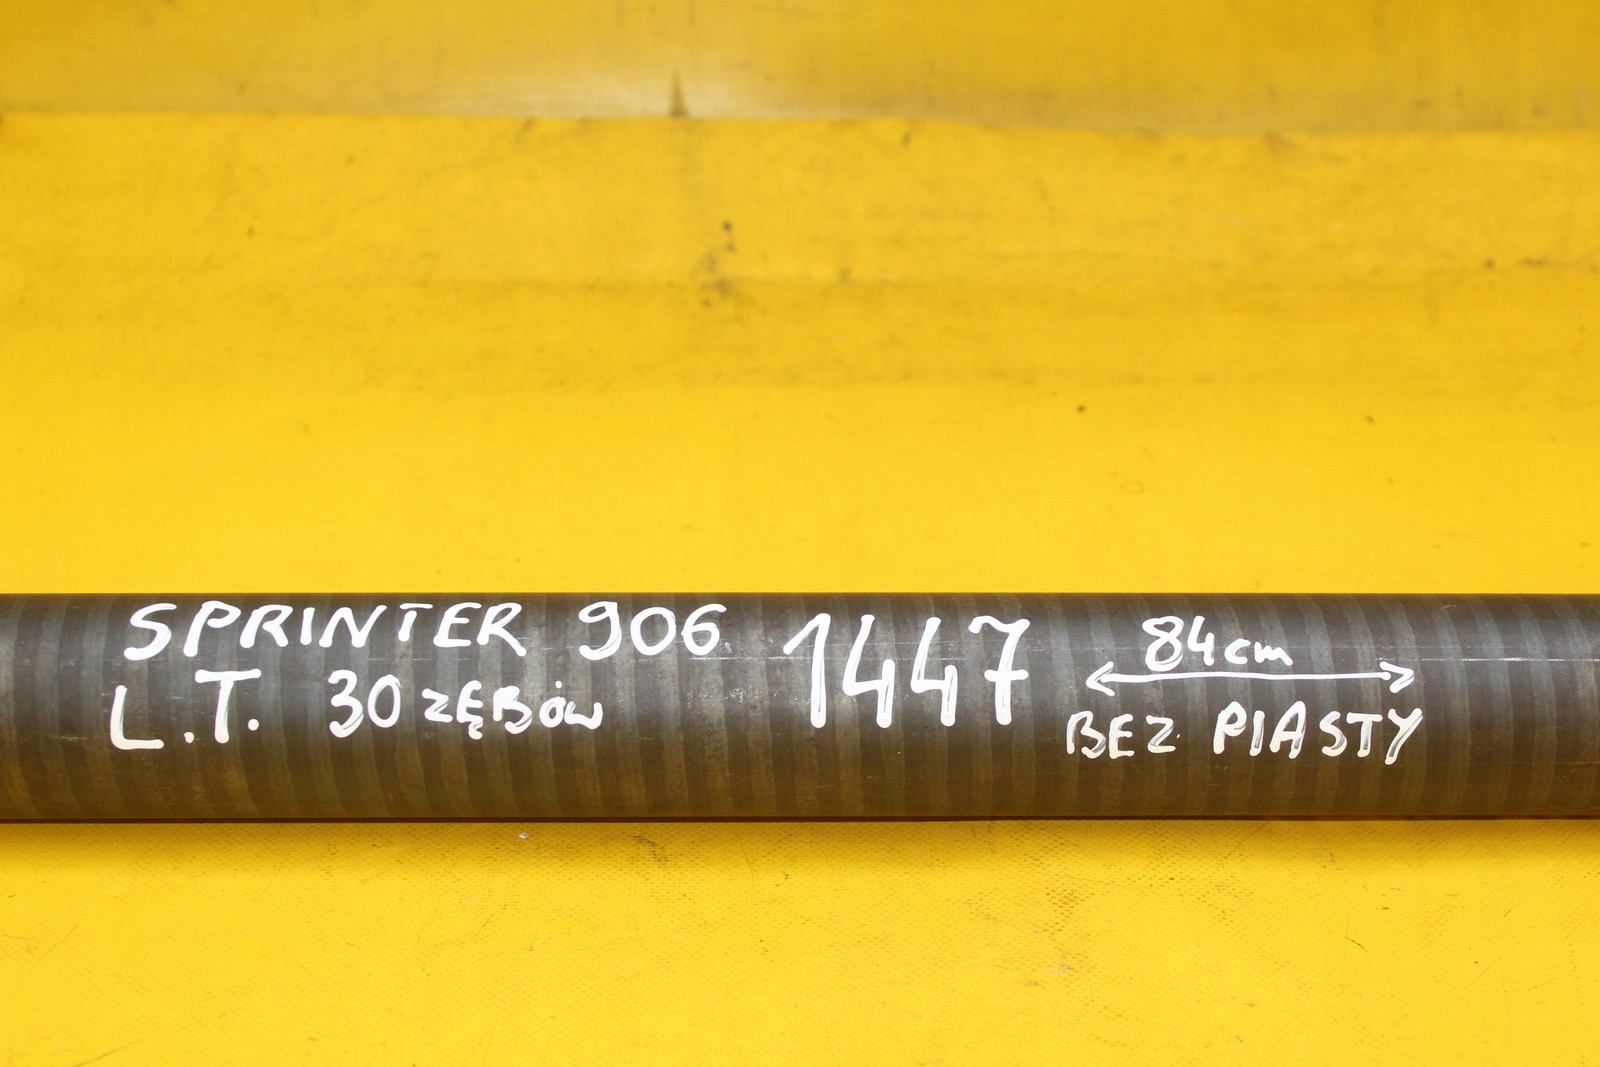 SPRINTER 906
L.T. 30 ZĘBÓW
1447
84cm
BEZ PIASTY